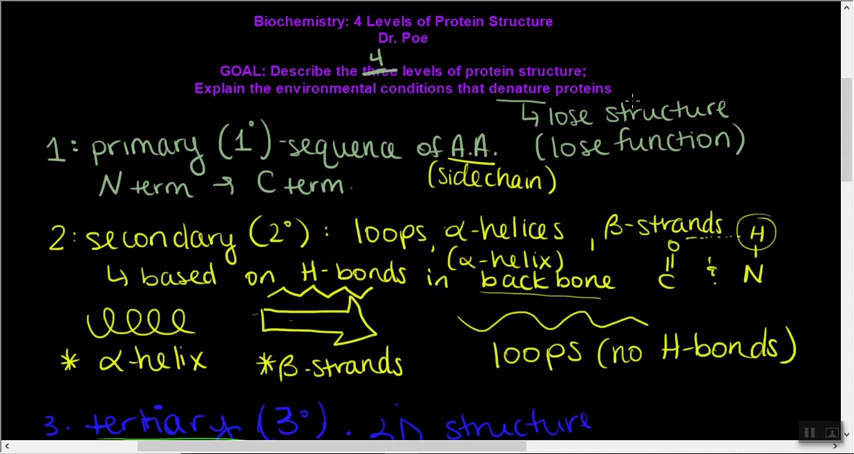 Biochemistry: 4 Levels of Protein Structure
Dr. Poe
4
GOAL: Describe the three levels of protein structure;
Explain the environmental conditions that denature proteins
↳ lose structure
1: primary (1°)-sequence of A.A. (lose function)
N term → C term. (sidechain)
2: secondary (2°): loops, α-helices, β-strands H
(α-helix) O
↳ based on H-bonds in backbone C & N
* α-helix * β-strands loops (no H-bonds)
3. tertiary (3°). 3D structure